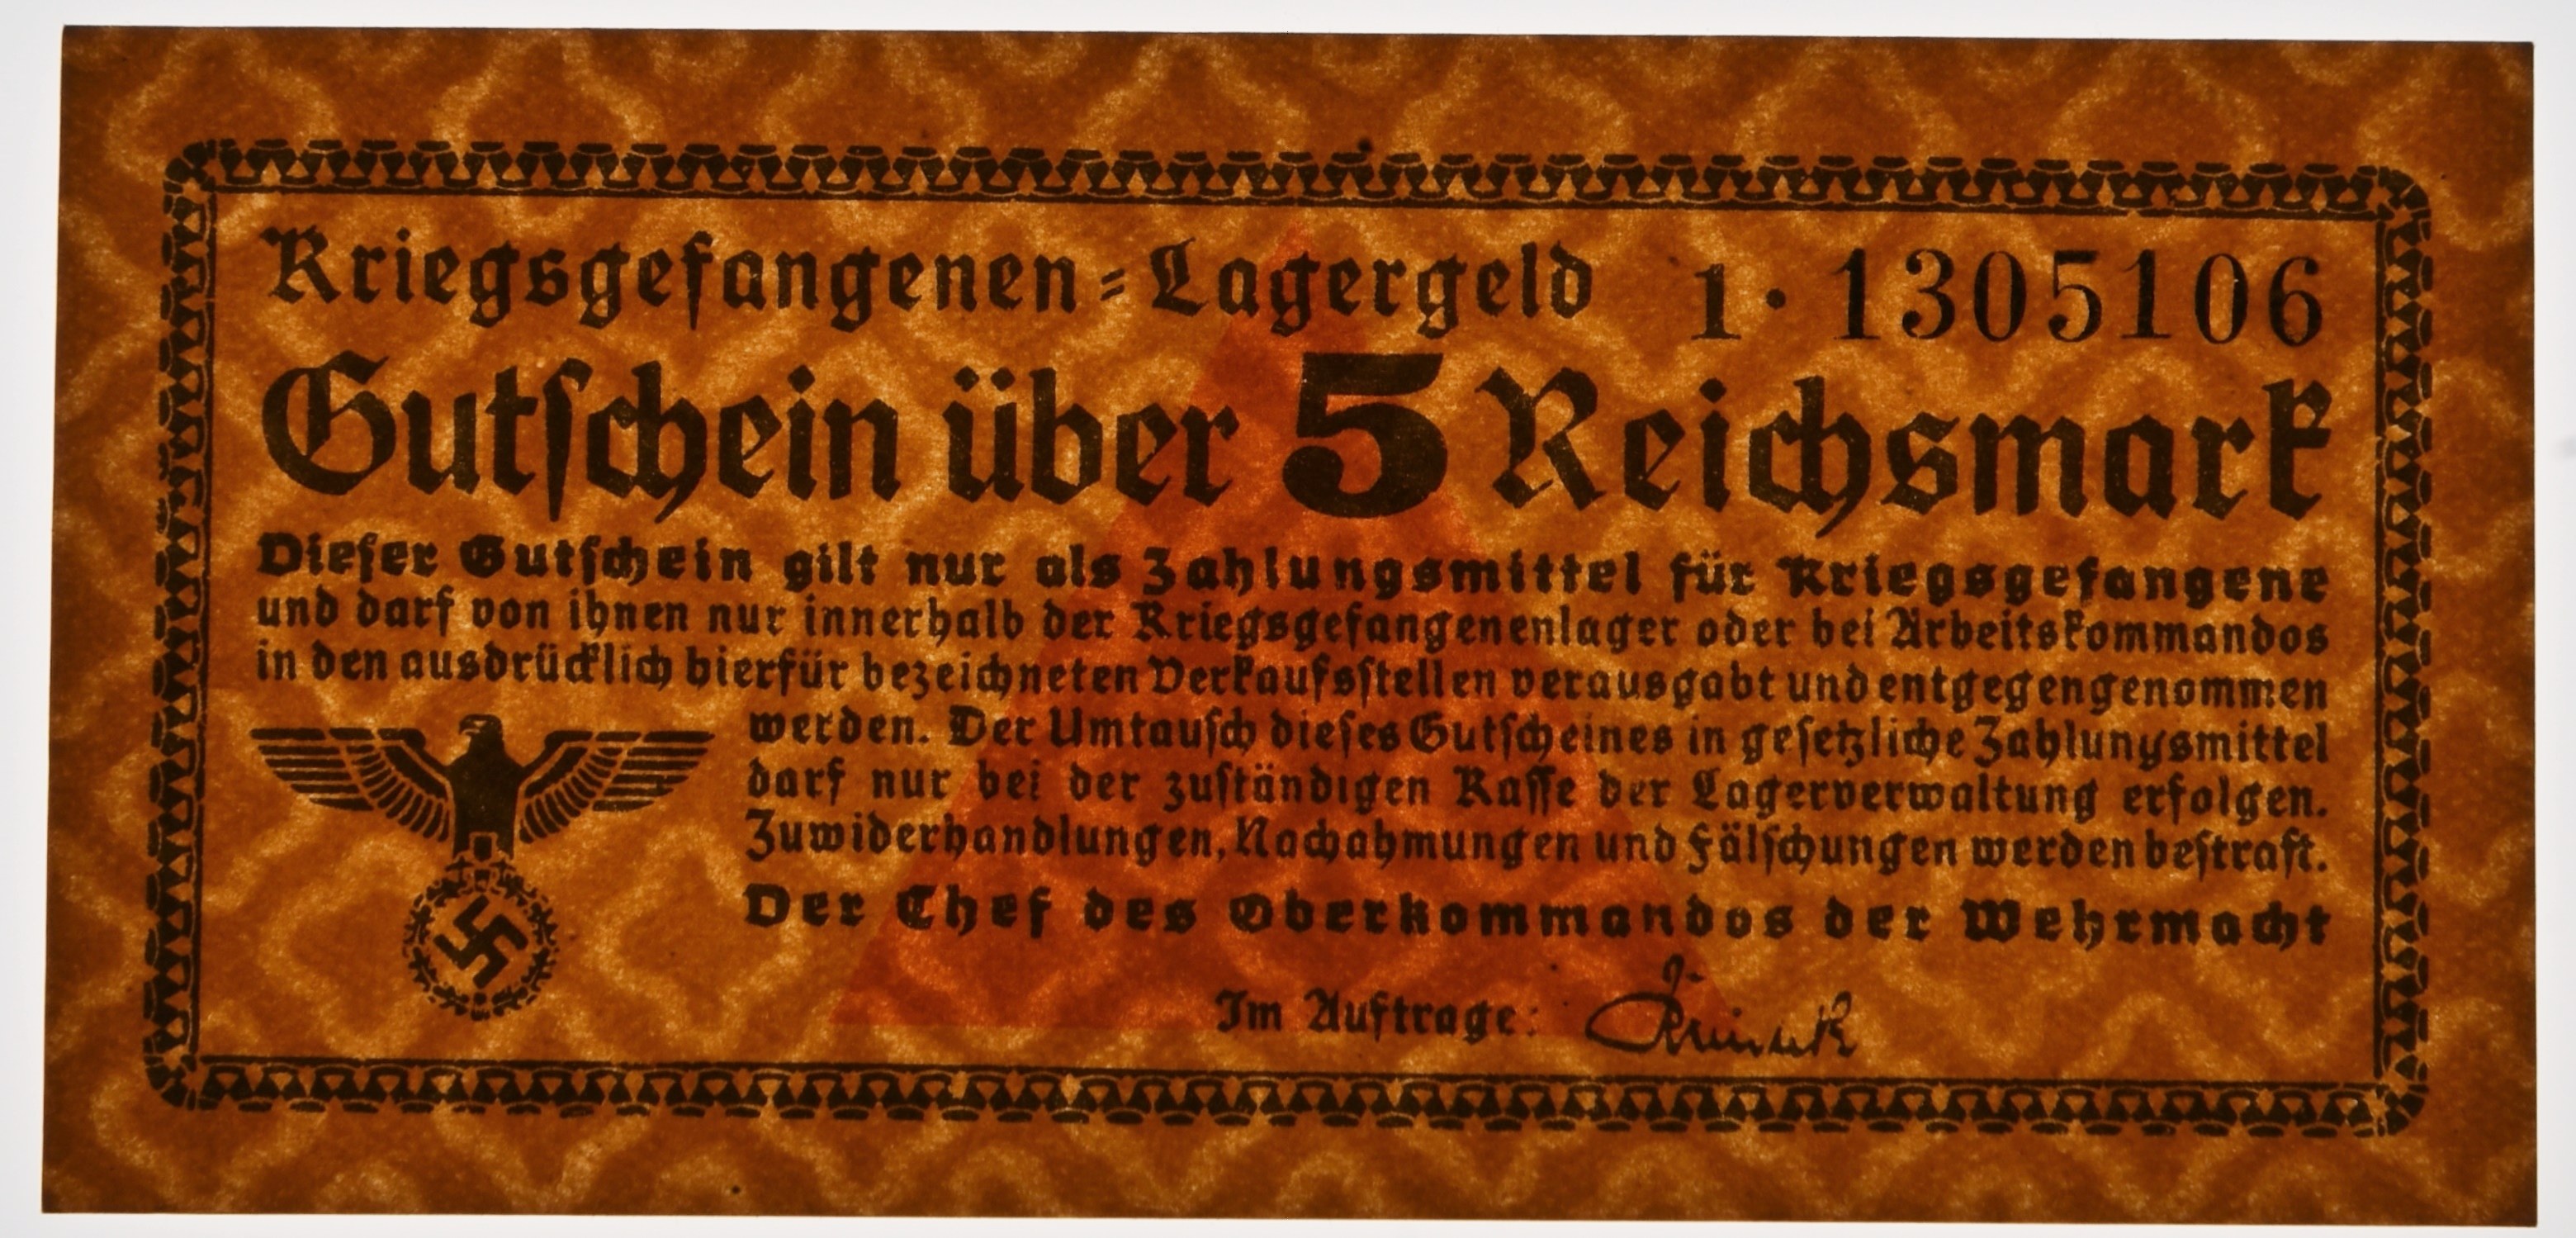 Kriegsgefangenen=Lagergeld 1 · 1305106
Gutschein über 5 Reichsmark
Dieser Gutschein gilt nur als Zahlungsmittel für Kriegsgefangene
und darf von ihnen nur innerhalb der Kriegsgefangenenlager oder bei Arbeitskommandos
in den ausdrücklich hierfür bezeichneten Verkaufsstellen verausgabt und entgegengenommen
werden. Der Umtausch dieses Gutscheines in gesetzliche Zahlungsmittel
darf nur bei der zuständigen Kasse der Lagerverwaltung erfolgen.
Zuwiderhandlungen, Nachahmungen und Fälschungen werden bestraft.
Der Chef des Oberkommandos der Wehrmacht
Im Auftrage: